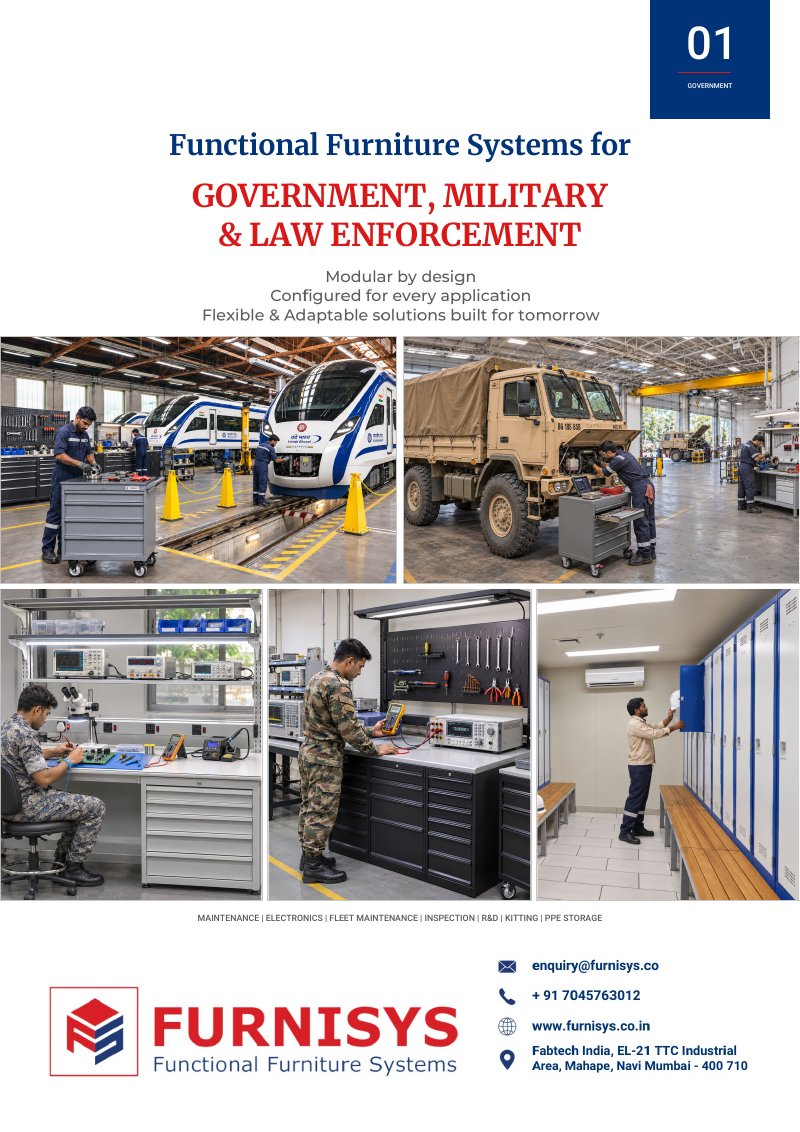 01
GOVERNMENT
Functional Furniture Systems for
GOVERNMENT, MILITARY
& LAW ENFORCEMENT
Modular by design
Configured for every application
Flexible & Adaptable solutions built for tomorrow
MAINTENANCE | ELECTRONICS | FLEET MAINTENANCE | INSPECTION | R&D | KITTING | PPE STORAGE
enquiry@furnisys.co
+ 91 7045763012
www.furnisys.co.in
Fabtech India, EL-21 TTC Industrial
Area, Mahape, Navi Mumbai - 400 710
FURNISYS
Functional Furniture Systems